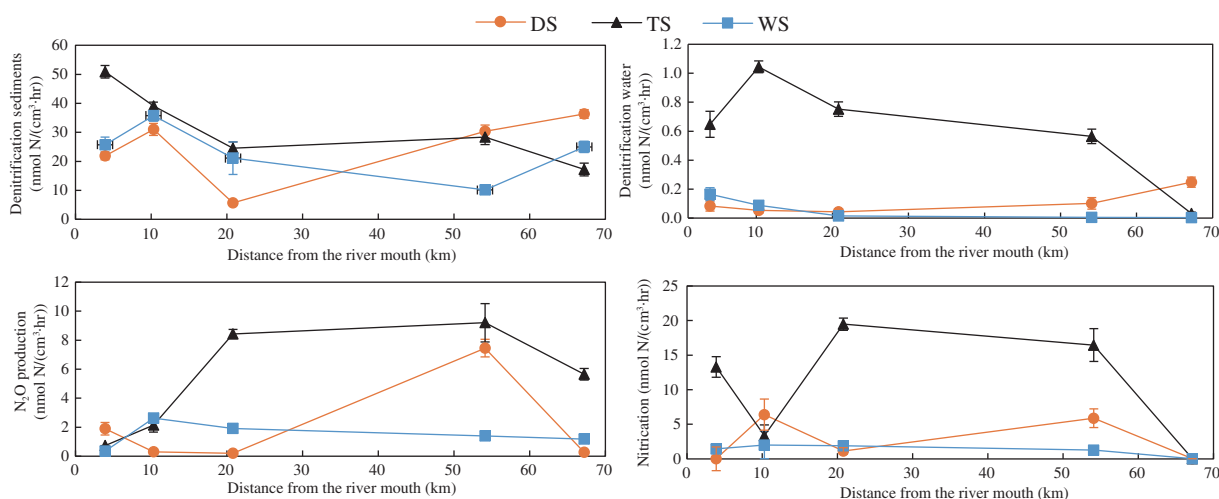 DS TS WS
Denitrification sediments
(nmol N/(cm³·hr))
60
50
40
30
20
10
0
0 10 20 30 40 50 60 70
Distance from the river mouth (km)
Denitrification water
(nmol N/(cm³·hr))
1.2
1.0
0.8
0.6
0.4
0.2
0.0
0 10 20 30 40 50 60 70
Distance from the river mouth (km)
N₂O production
(nmol N/(cm³·hr))
12
10
8
6
4
2
0
0 10 20 30 40 50 60 70
Distance from the river mouth (km)
Nitrication (nmol N/(cm³·hr))
25
20
15
10
5
0
0 10 20 30 40 50 60 70
Distance from the river mouth (km)